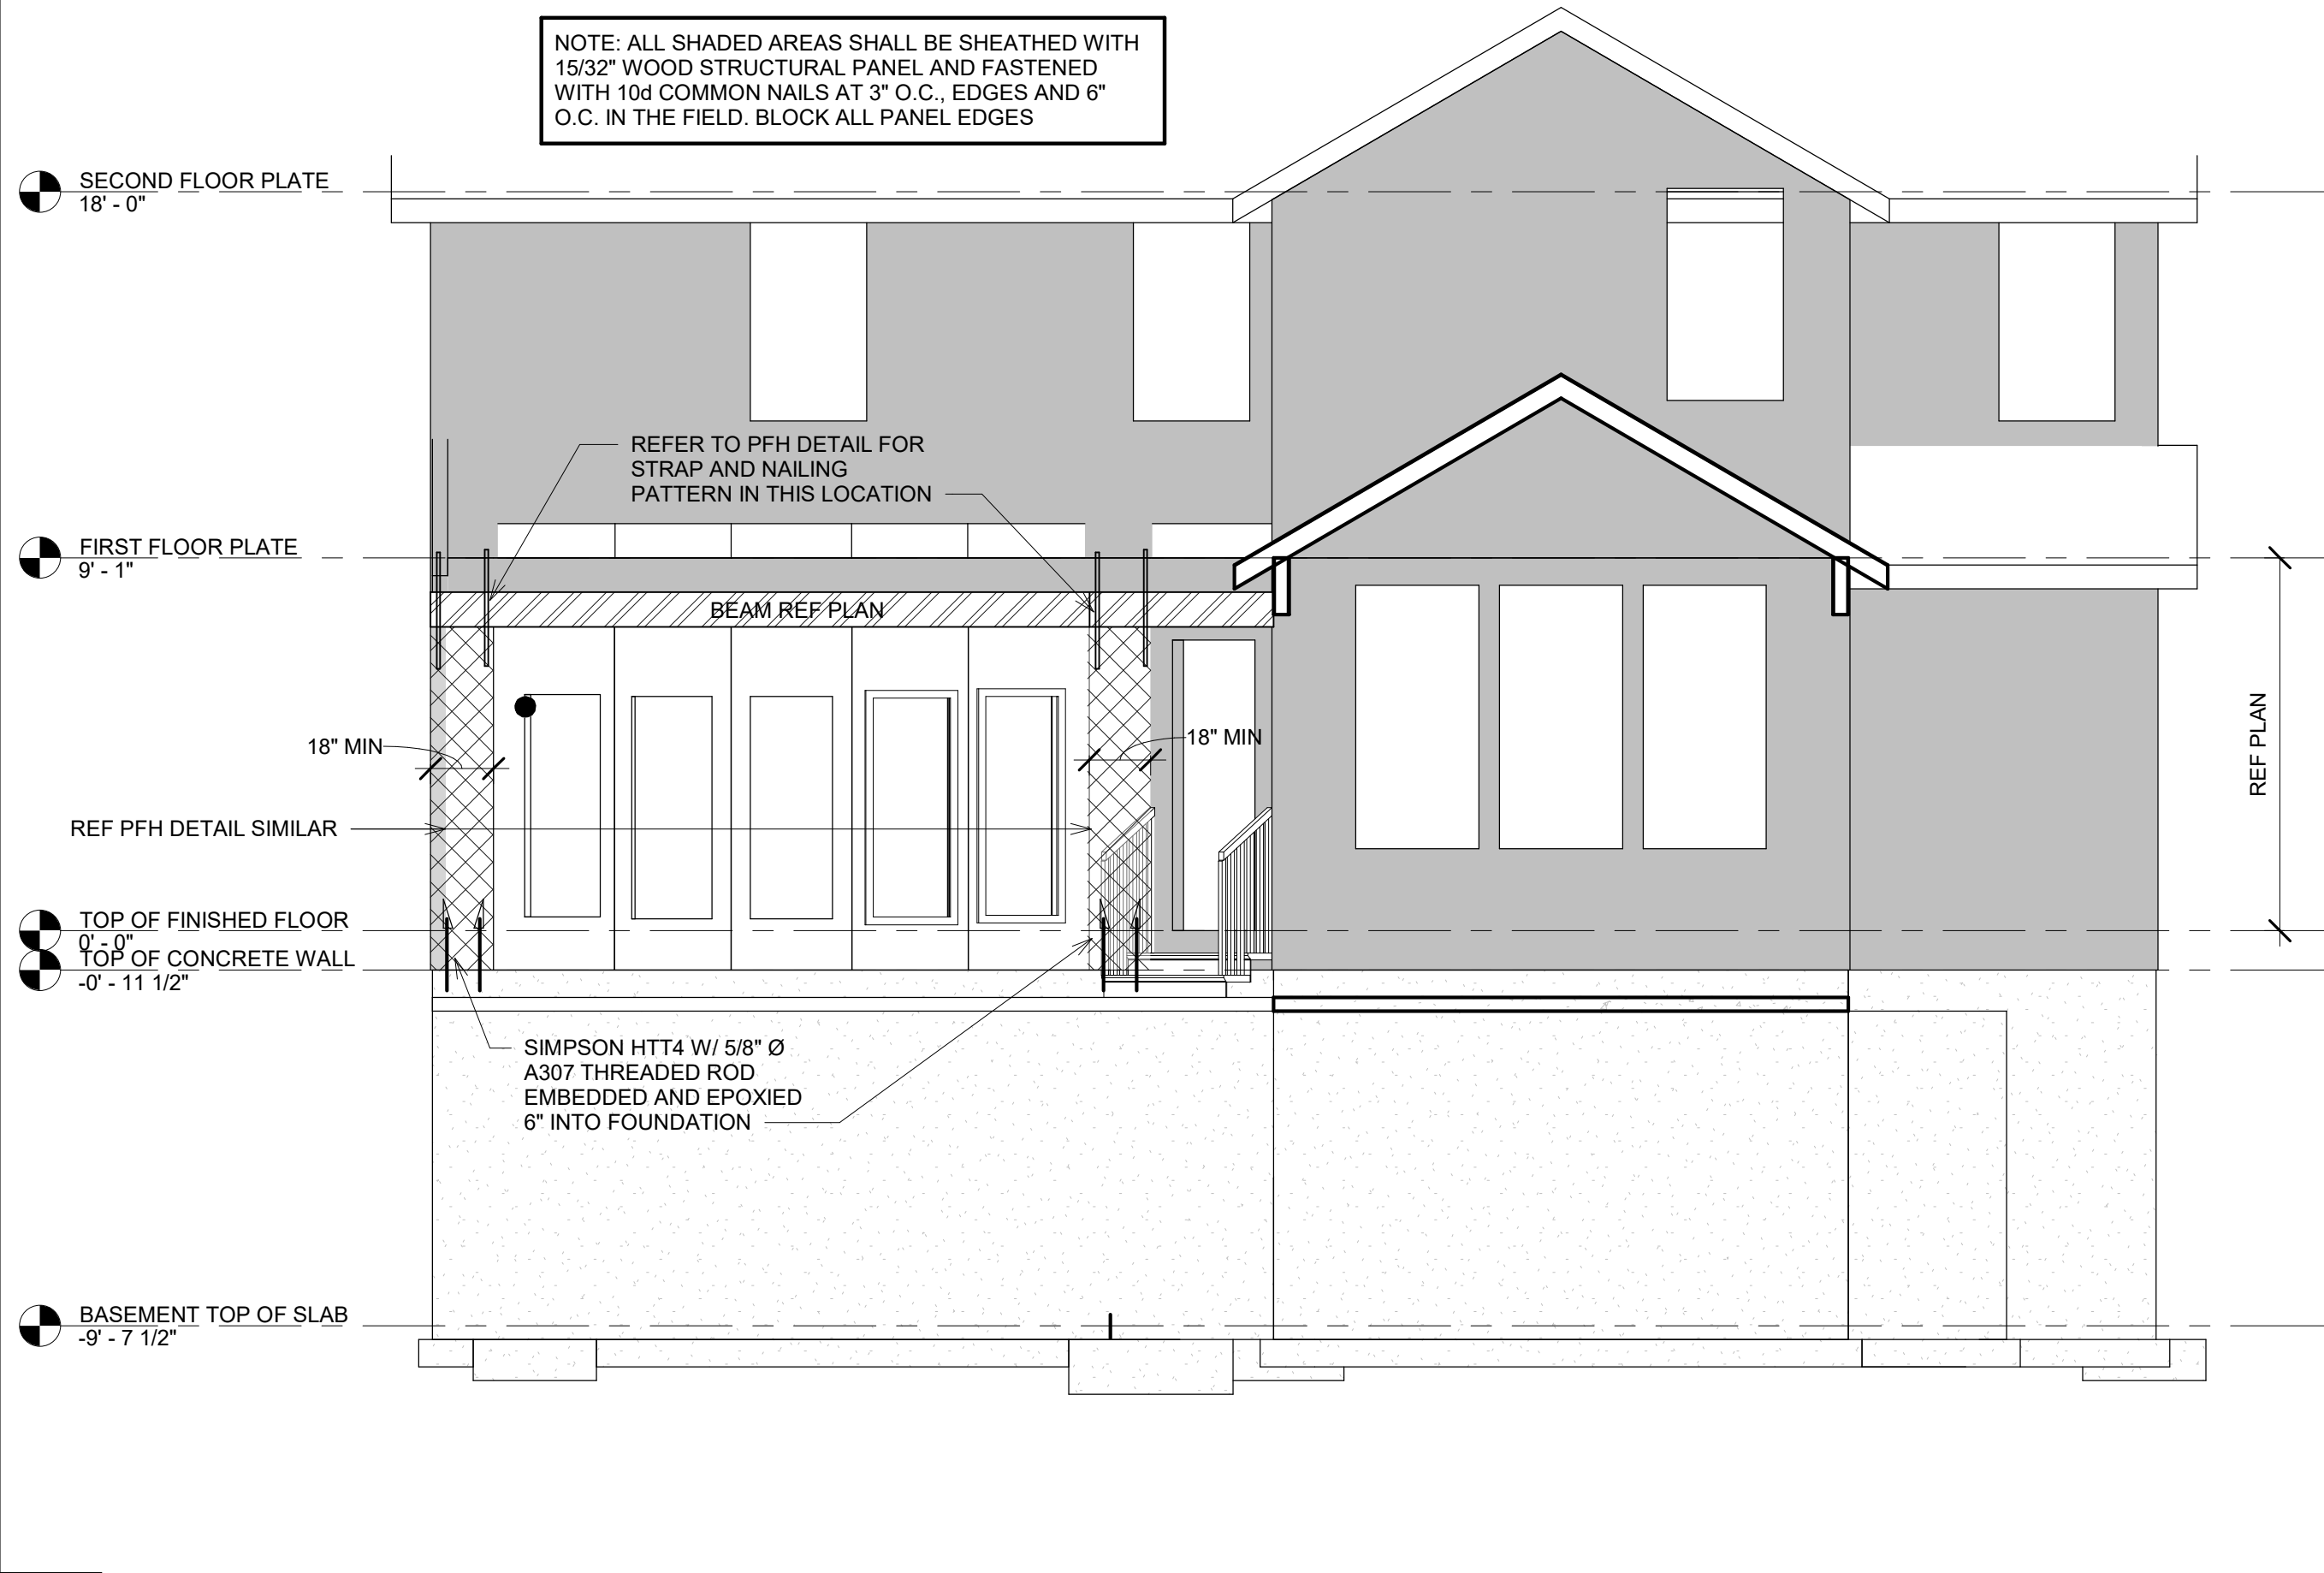 NOTE: ALL SHADED AREAS SHALL BE SHEATHED WITH
15/32" WOOD STRUCTURAL PANEL AND FASTENED
WITH 10d COMMON NAILS AT 3" O.C., EDGES AND 6"
O.C. IN THE FIELD. BLOCK ALL PANEL EDGES
SECOND FLOOR PLATE
18' - 0"
REFER TO PFH DETAIL FOR
STRAP AND NAILING
PATTERN IN THIS LOCATION
FIRST FLOOR PLATE
9' - 1"
BEAM REF PLAN
18" MIN
18" MIN
REF PLAN
REF PFH DETAIL SIMILAR
TOP OF FINISHED FLOOR
0' - 0"
TOP OF CONCRETE WALL
-0' - 11 1/2"
SIMPSON HTT4 W/ 5/8" Ø
A307 THREADED ROD
EMBEDDED AND EPOXIED
6" INTO FOUNDATION
BASEMENT TOP OF SLAB
-9' - 7 1/2"